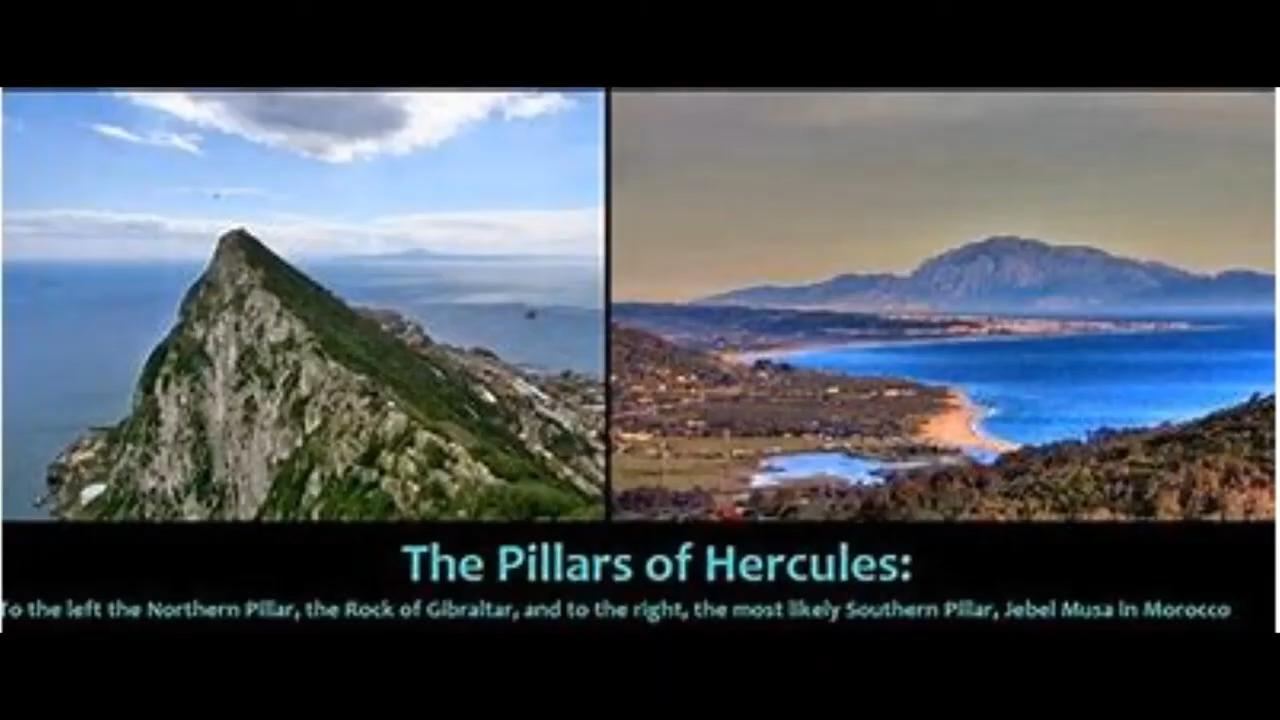 The Pillars of Hercules:
To the left the Northern Pillar, the Rock of Gibraltar, and to the right, the most likely Southern Pillar, Jebel Musa in Morocco